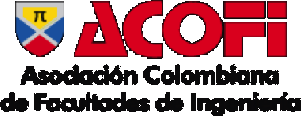 π ACOFI
Asociación Colombiana
de Facultades de Ingeniería